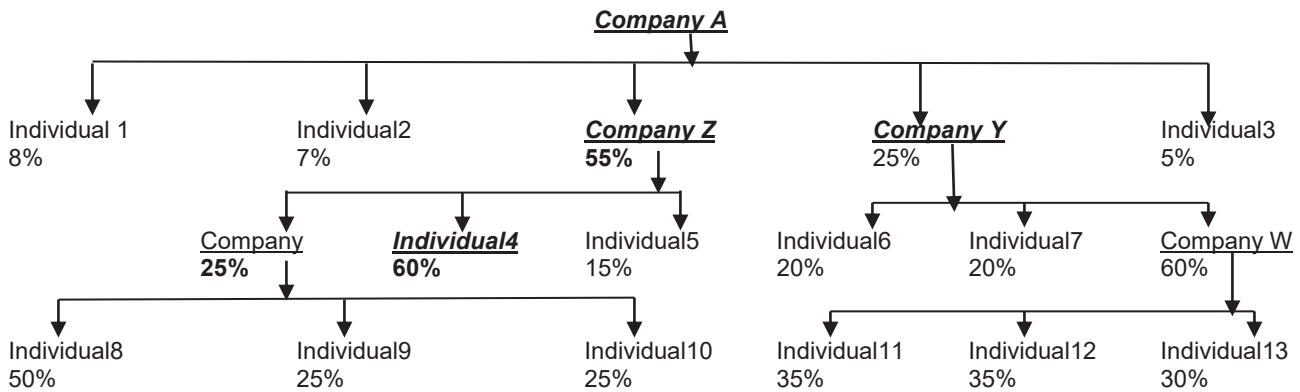 Company A
Individual 1 Individual2 Company Z Company Y Individual3
8% 7% 55% 25% 5%
Company Individual4 Individual5 Individual6 Individual7 Company W
25% 60% 15% 20% 20% 60%
Individual8 Individual9 Individual10 Individual11 Individual12 Individual13
50% 25% 25% 35% 35% 30%